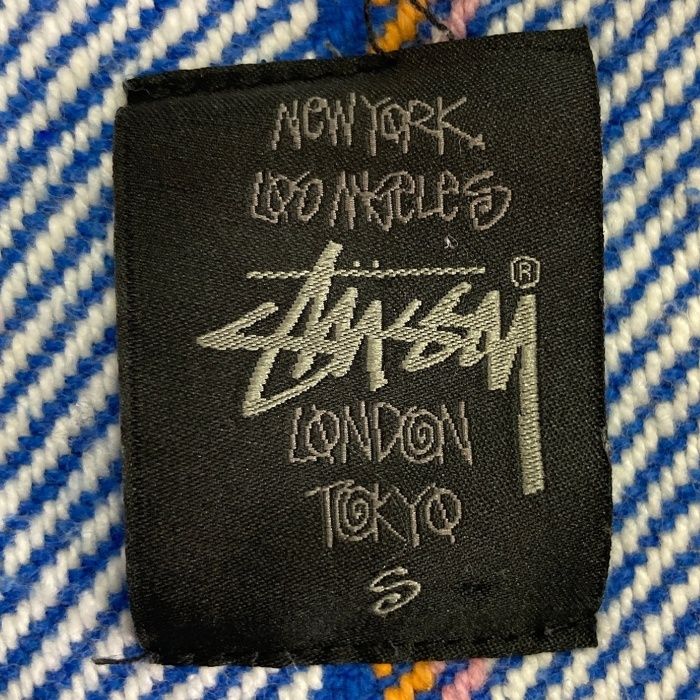 NEW YORK
LOS ANGELES
STÜSSY ®
LONDON
TOKYO
S